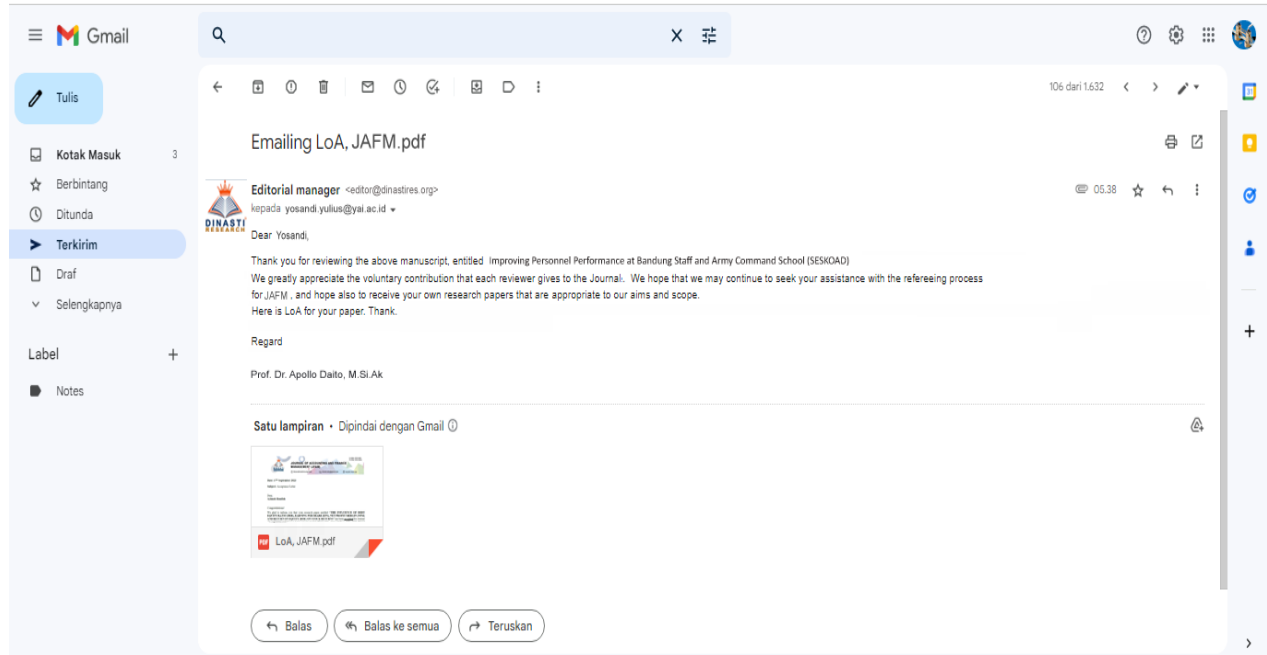 Gmail
Tulis
106 dari 1.632
31
Emailing LoA, JAFM.pdf
Kotak Masuk 3
Berbintang
Editorial manager <editor@dinastires.org>
05.38
kepada yosandi.yulius@yai.ac.id
Ditunda
DINASTI
RESEARCH
Dear Yosandi,
Terkirim
Thank you for reviewing the above manuscript, entitled Improving Personnel Performance at Bandung Staff and Army Command School (SESKOAD)
Draf
We greatly appreciate the voluntary contribution that each reviewer gives to the Journal. We hope that we may continue to seek your assistance with the refereeing process
for JAFM , and hope also to receive your own research papers that are appropriate to our aims and scope.
Selengkapnya
Here is LoA for your paper. Thank.
Regard
Label
Prof. Dr. Apollo Daito, M.Si.Ak
Notes
Satu lampiran • Dipindai dengan Gmail
PDF LoA, JAFM.pdf
Balas
Balas ke semua
Teruskan